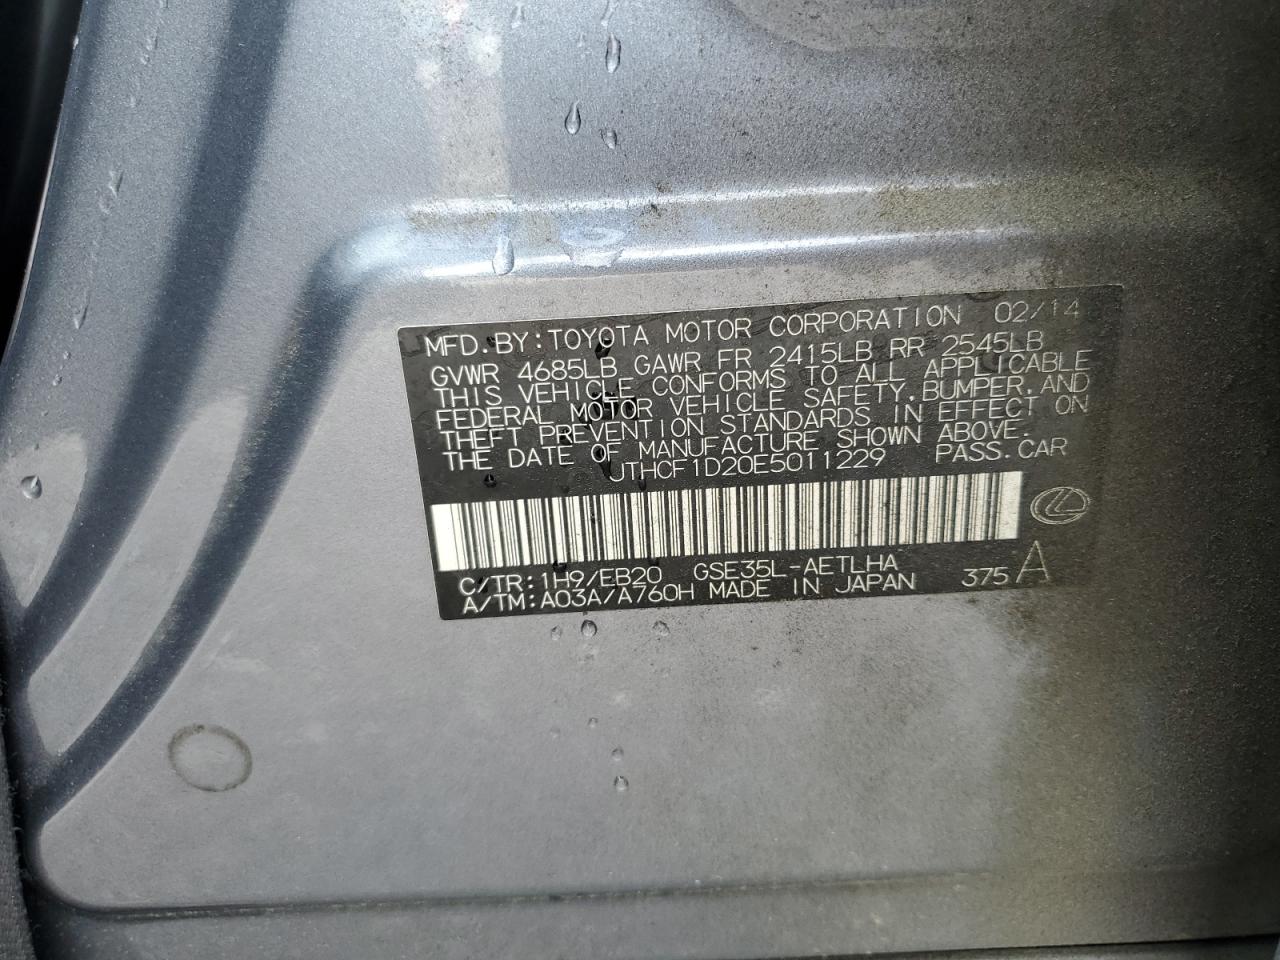 MFD.BY:TOYOTA MOTOR CORPORATION 02/14
GVWR 4685LB GAWR FR 2415LB RR 2545LB
THIS VEHICLE CONFORMS TO ALL APPLICABLE
FEDERAL MOTOR VEHICLE SAFETY,BUMPER,AND
THEFT PREVENTION STANDARDS IN EFFECT ON
THE DATE OF MANUFACTURE SHOWN ABOVE.
JTHCF1D20E5011229 PASS.CAR
C/TR:1H9/EB20 GSE35L-AETLHA
A/TM:A03A/A760H MADE IN JAPAN 375 A